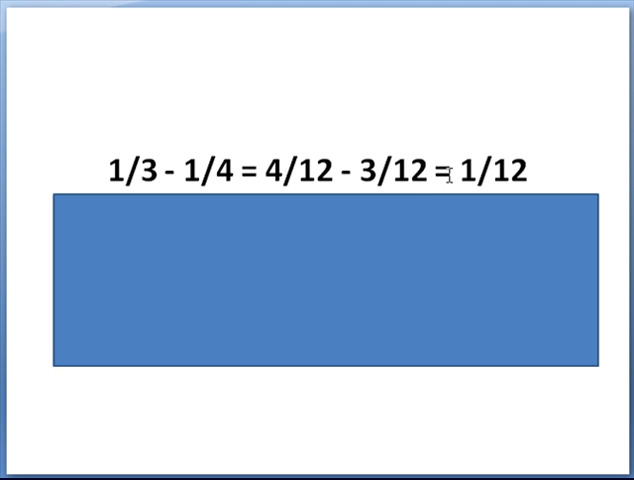 1/3 - 1/4 = 4/12 - 3/12 = 1/12